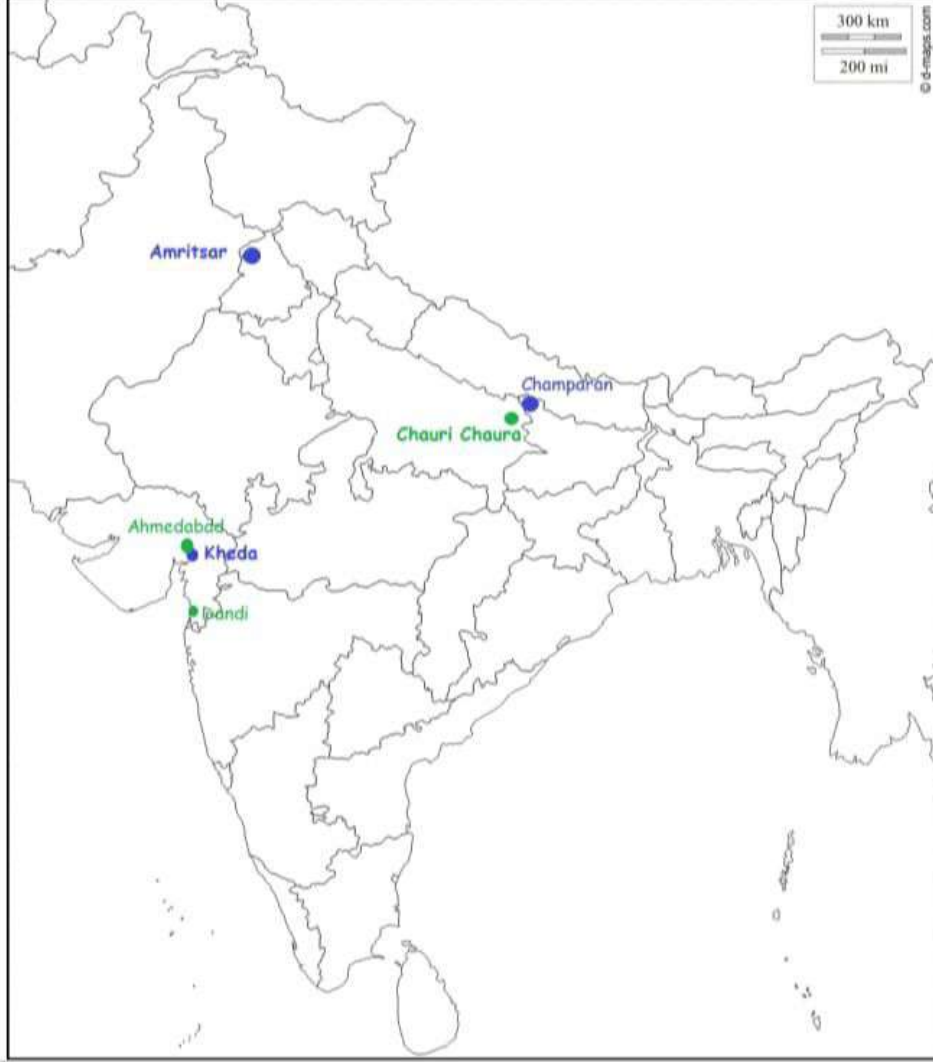 300 km
200 mi
© d-maps.com
Amritsar
Champaran
Chauri Chaura
Ahmedabad
Kheda
Dandi